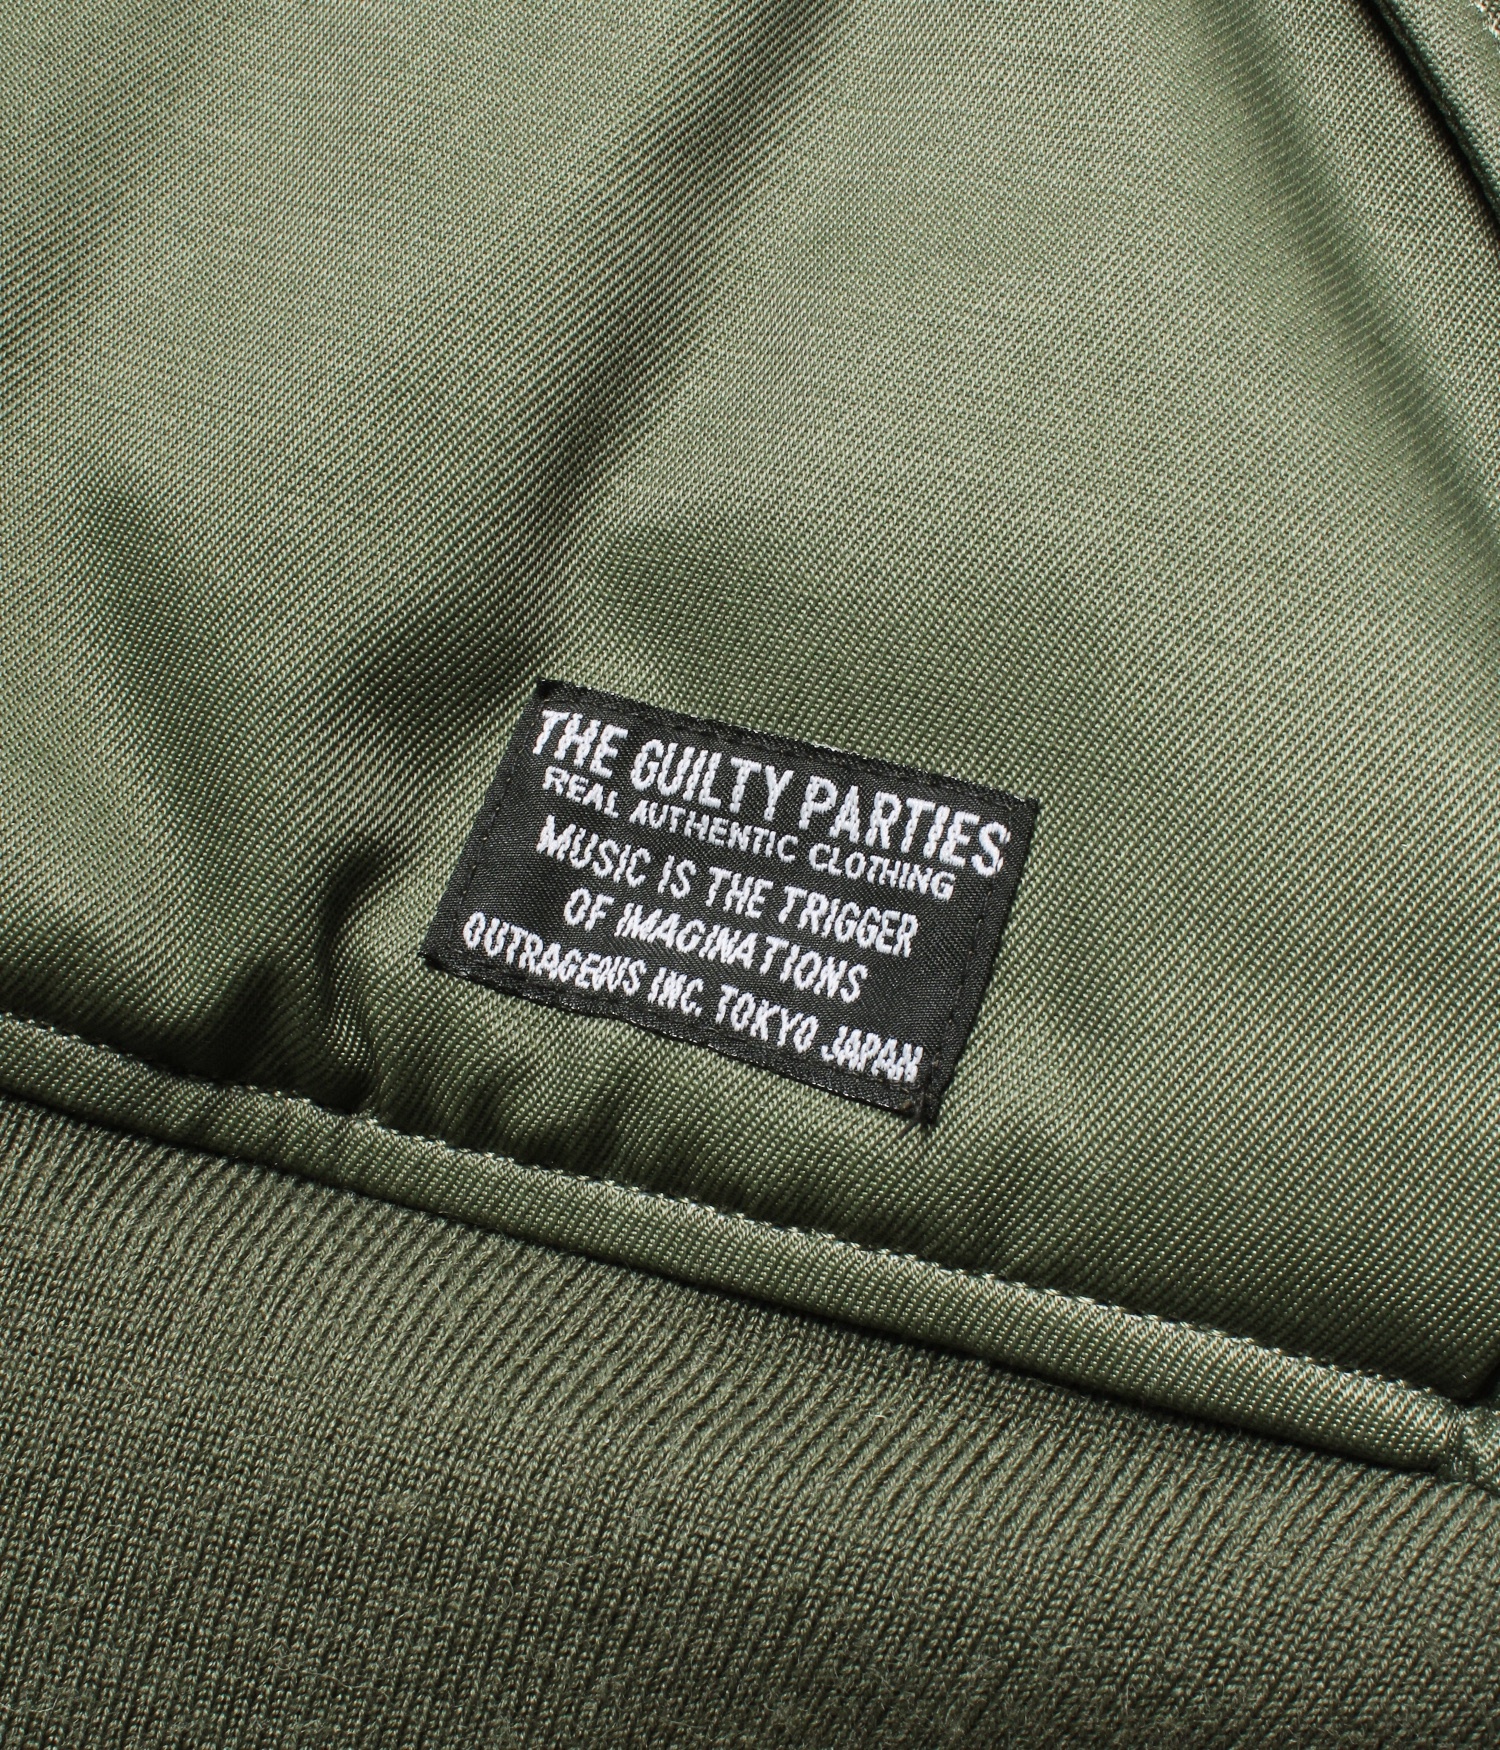 THE GUILTY PARTIES
REAL AUTHENTIC CLOTHING
MUSIC IS THE TRIGGER
OF IMAGINATIONS
OUTRAGEOUS INC. TOKYO JAPAN